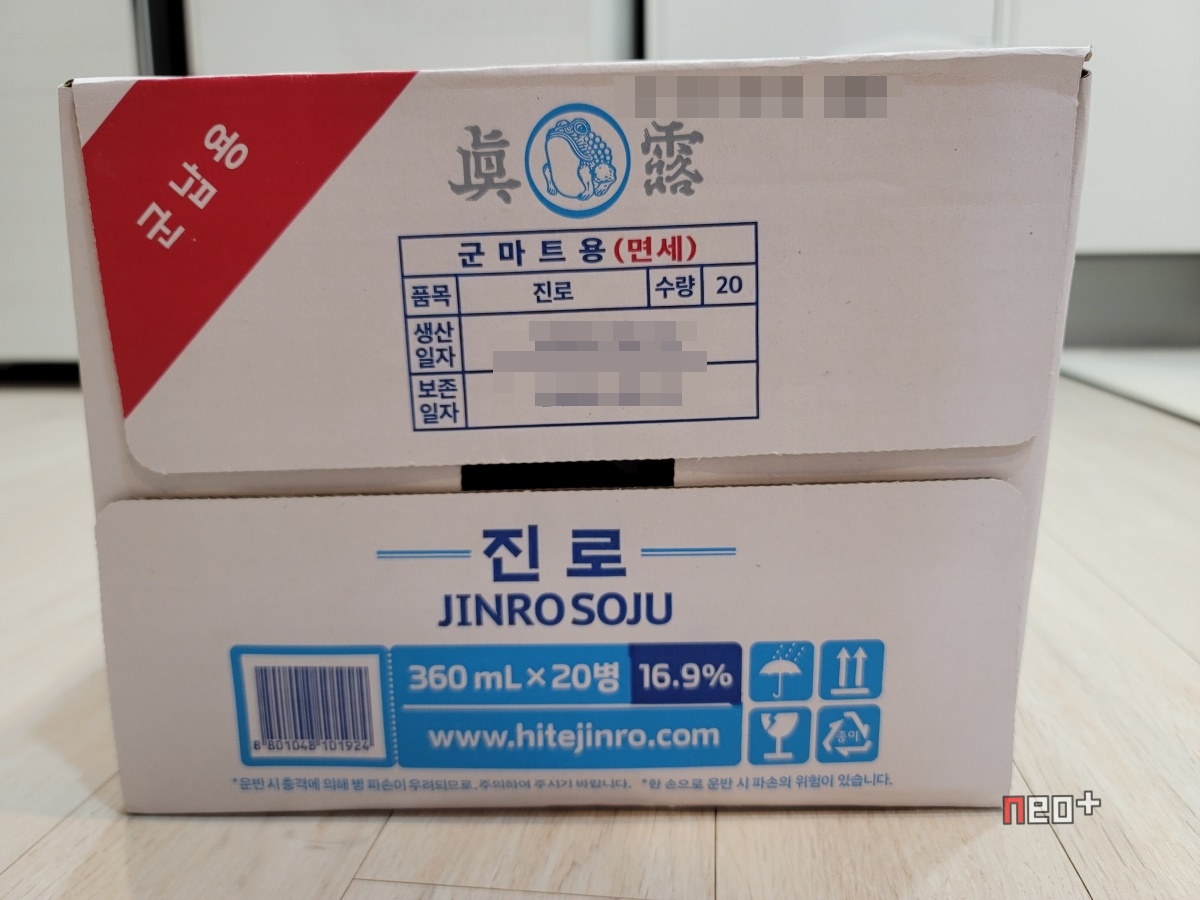 군납용
眞 露
군마트용(면세)
품목 진로 수량 20
생산
일자
보존
일자
진로
JINRO SOJU
360 mL×20병 16.9%
www.hitejinro.com
8 801048 101924
종이
*운반시 충격에 의해 병 파손이 우려되므로, 주의하여 주시기 바랍니다. *한 손으로 운반 시 파손의 위험이 있습니다.
neo+